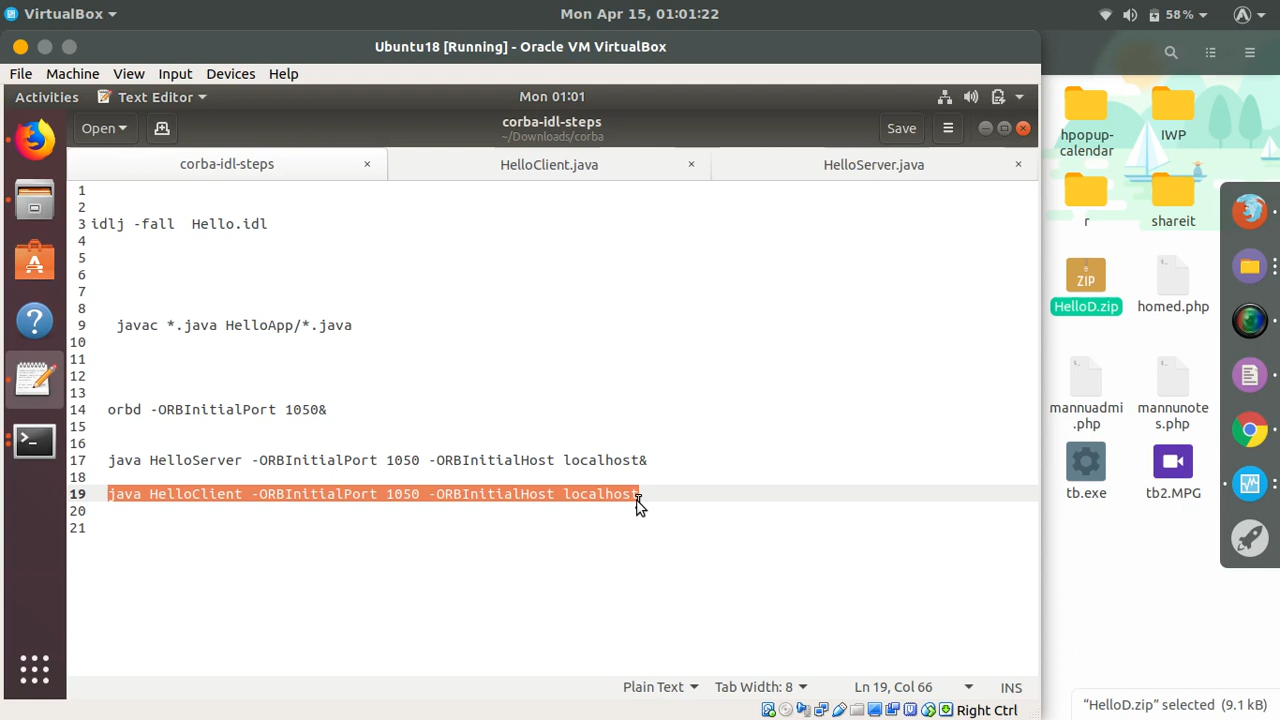 VirtualBox
Mon Apr 15, 01:01:22
58%
Ubuntu18 [Running] - Oracle VM VirtualBox
File Machine View Input Devices Help
Activities Text Editor Mon 01:01
Open corba-idl-steps Save
~/Downloads/corba
corba-idl-steps × HelloClient.java × HelloServer.java ×
1
2
3 idlj -fall  Hello.idl
4
5
6
7
8
9 javac *.java HelloApp/*.java
10
11
12
13
14 orbd -ORBInitialPort 1050&
15
16
17 java HelloServer -ORBInitialPort 1050 -ORBInitialHost localhost&
18
19 java HelloClient -ORBInitialPort 1050 -ORBInitialHost localhost
20
21
Plain Text Tab Width: 8 Ln 19, Col 66 INS
Right Ctrl
hpopup-calendar
IWP
r
shareit
ZIP
HelloD.zip
homed.php
mannuadmi.php
mannunotes.php
tb.exe
tb2.MPG
“HelloD.zip” selected (9.1 kB)